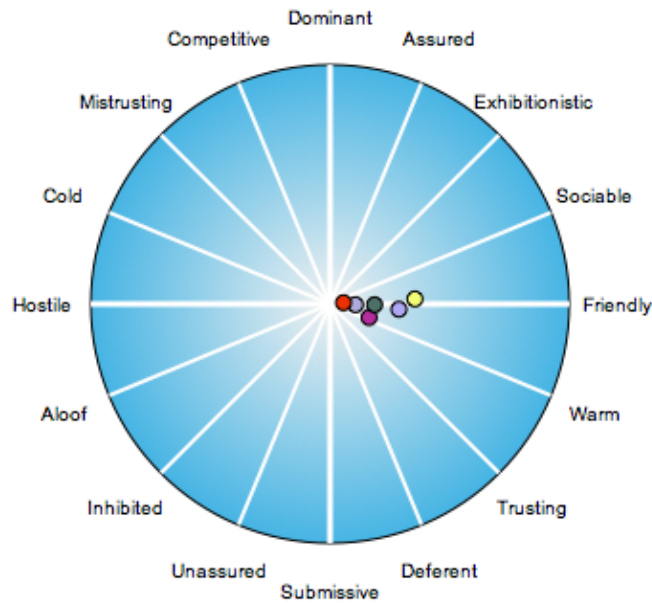 Dominant
Competitive
Assured
Mistrusting
Exhibitionistic
Cold
Sociable
Hostile
Friendly
Aloof
Warm
Inhibited
Trusting
Unassured
Deferent
Submissive